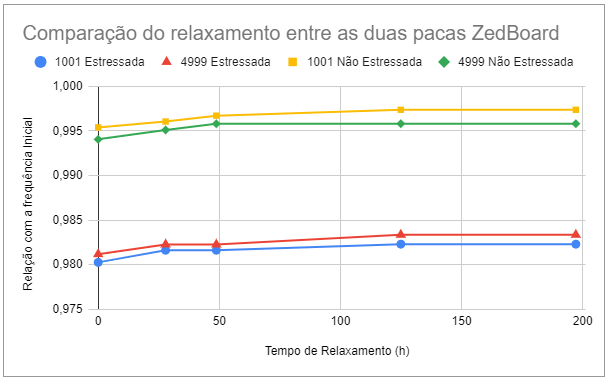 Comparação do relaxamento entre as duas pacas ZedBoard
1001 Estressada 4999 Estressada 1001 Não Estressada 4999 Não Estressada
Relação com a frequência Inicial
1,000
0,995
0,990
0,985
0,980
0,975
0 50 100 150 200
Tempo de Relaxamento (h)